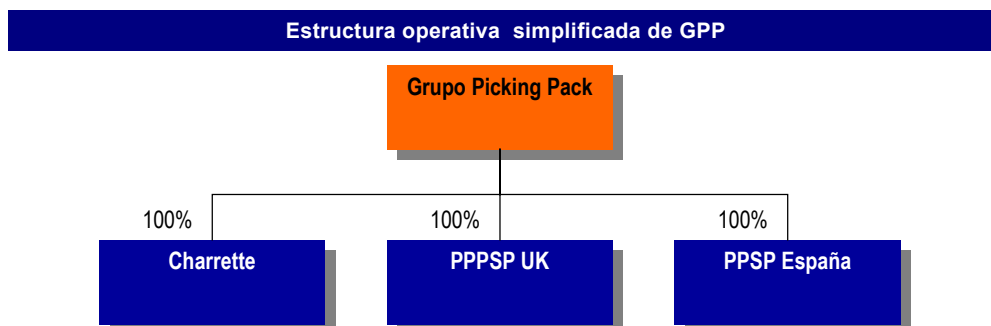 Estructura operativa simplificada de GPP
Grupo Picking Pack
100% 100% 100%
Charrette PPPSP UK PPSP España